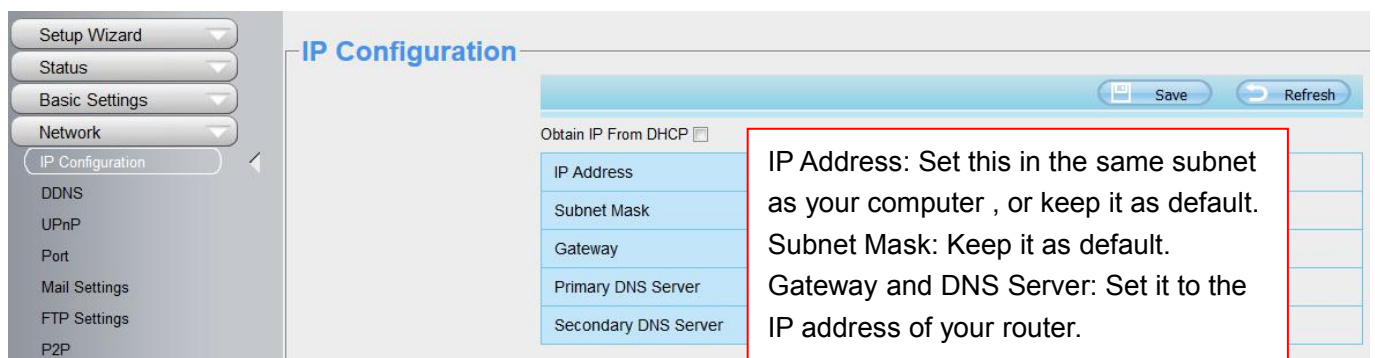 Setup Wizard
Status
Basic Settings
Network
IP Configuration
DDNS
UPnP
Port
Mail Settings
FTP Settings
P2P
IP Configuration
Save
Refresh
Obtain IP From DHCP
IP Address
Subnet Mask
Gateway
Primary DNS Server
Secondary DNS Server
IP Address: Set this in the same subnet
as your computer , or keep it as default.
Subnet Mask: Keep it as default.
Gateway and DNS Server: Set it to the
IP address of your router.